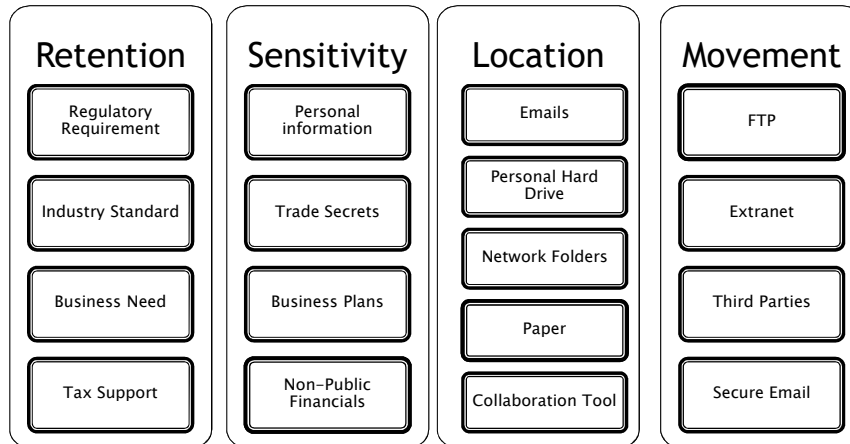 Retention
Regulatory
Requirement
Industry Standard
Business Need
Tax Support
Sensitivity
Personal
information
Trade Secrets
Business Plans
Non-Public
Financials
Location
Emails
Personal Hard
Drive
Network Folders
Paper
Collaboration Tool
Movement
FTP
Extranet
Third Parties
Secure Email